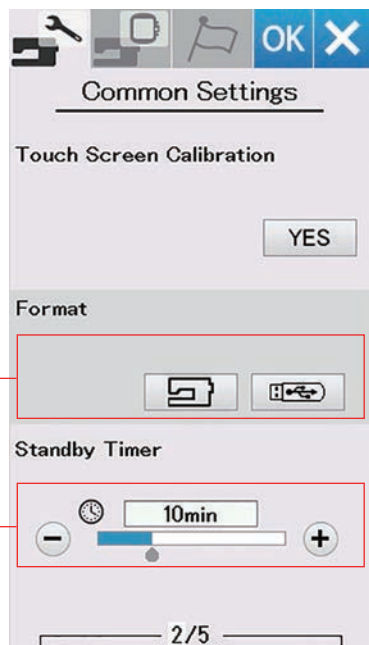 OK
Common Settings
Touch Screen Calibration
YES
Format
Standby Timer
10min
2/5